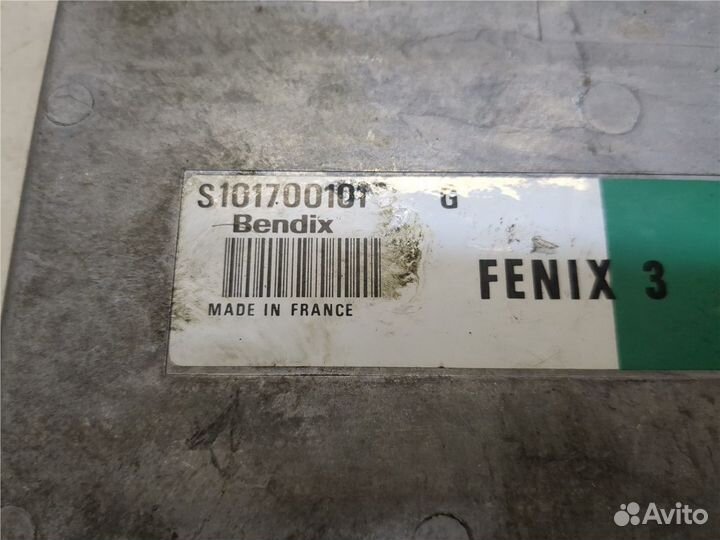 S101700101 G
Bendix
FENIX 3
MADE IN FRANCE
Avito